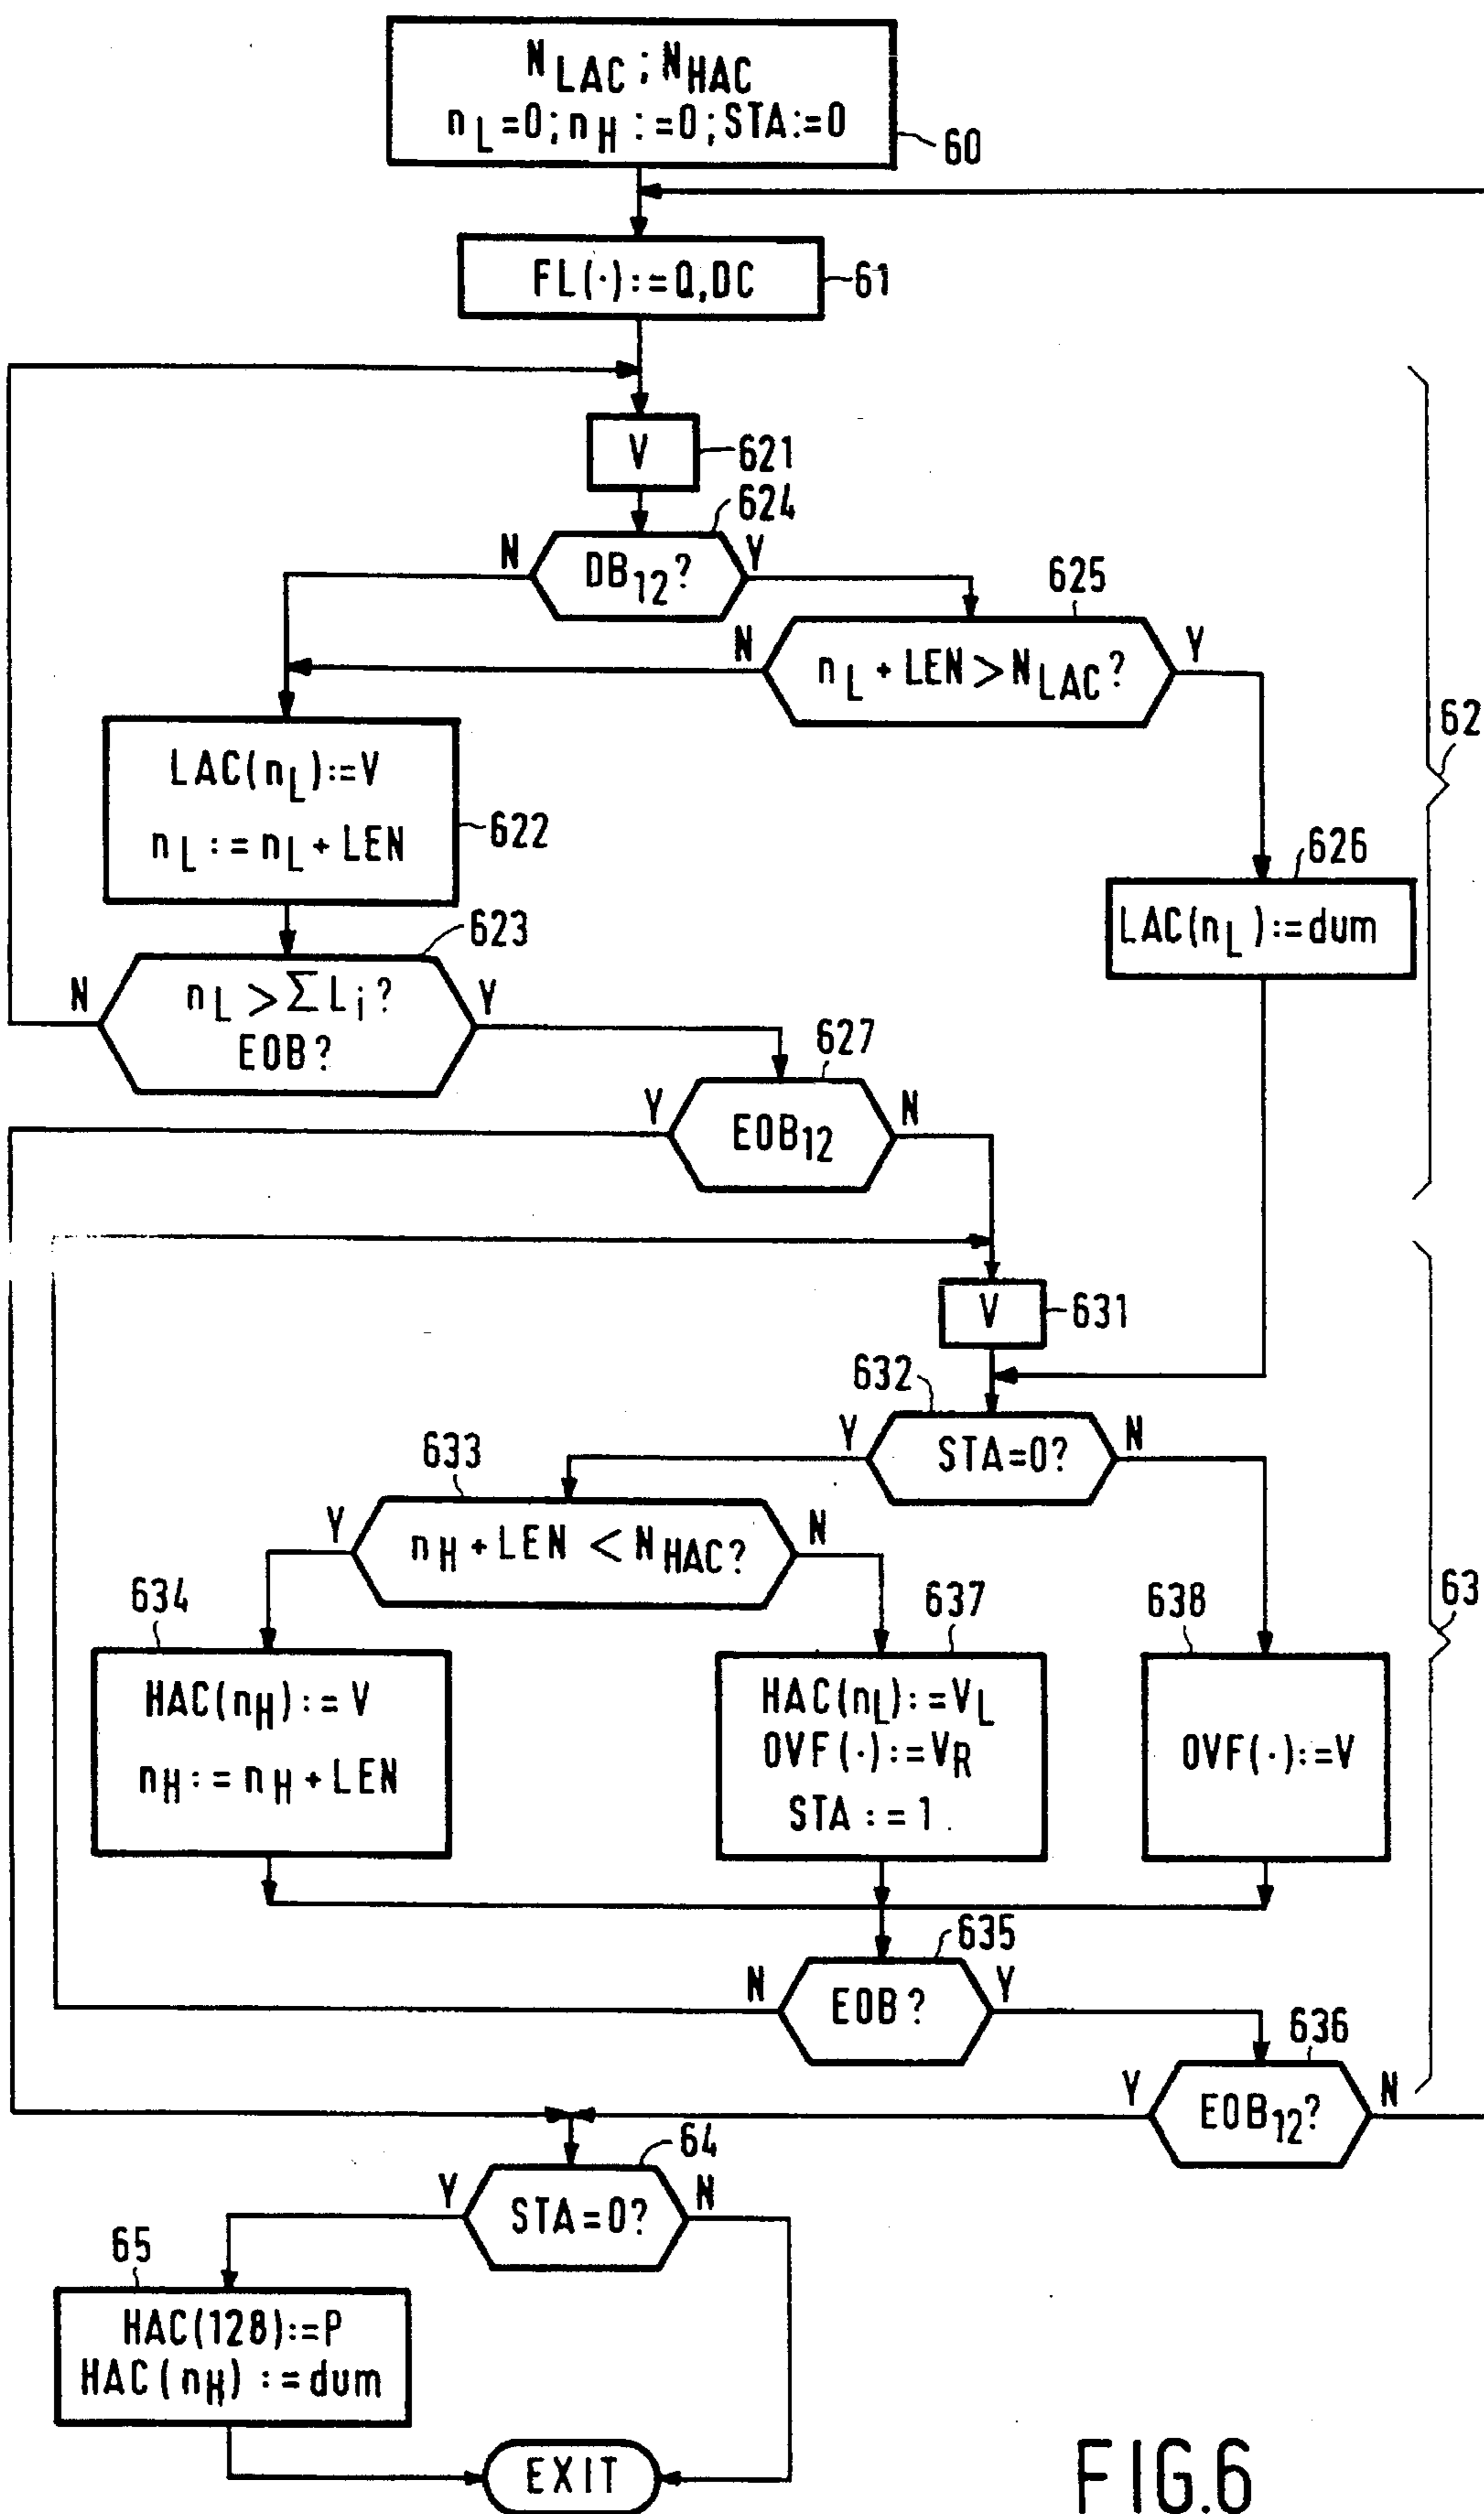 N LAC ; N HAC
n L =0; n H :=0; STA:=0
60
FL(·):=Q,DC
61
V
621
624
N
DB12?
Y
625
N
n L + LEN > N LAC ?
Y
62
LAC(n L):=V
n L := n L + LEN
622
626
LAC(n L):=dum
623
N
n L > Σ L i ?
EOB?
Y
627
Y
EOB12
N
V
631
632
Y
STA=0?
N
633
Y
n H + LEN < N HAC ?
N
634
637
638
63
HAC(n H):=V
n H := n H + LEN
HAC(n L):=V L
OVF(·):=V R
STA:=1
OVF(·):=V
635
N
EOB?
Y
636
Y
EOB12?
N
64
Y
STA=0?
N
65
HAC(128):=P
HAC(n H):=dum
EXIT
FIG.6